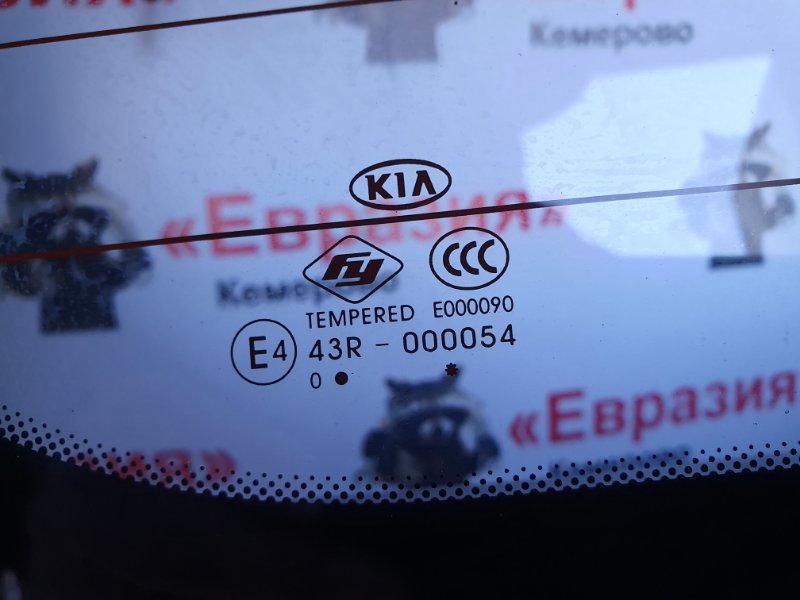 Кемерово
KIA
«Евразия»
FY CCC
Кемерово
TEMPERED E000090
E4 43R - 000054
0
«Евразия